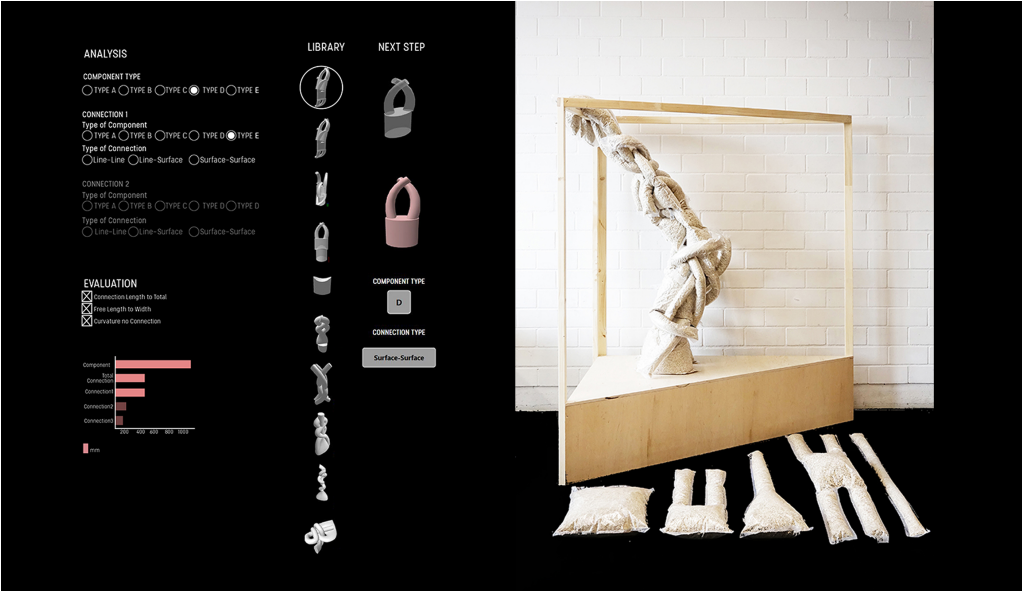 ANALYSIS
COMPONENT TYPE
TYPE A TYPE B TYPE C TYPE D TYPE E
CONNECTION 1
Type of Component
TYPE A TYPE B TYPE C TYPE D TYPE E
Type of Connection
Line-Line Line-Surface Surface-Surface
CONNECTION 2
Type of Component
TYPE A TYPE B TYPE C TYPE D TYPE D
Type of Connection
Line-Line Line-Surface Surface-Surface
EVALUATION
Connection Length to Total
Free Length to Width
Curvature no Connection
Component
Total
Connection
Connection1
Connection2
Connection3
200 400 600 800 1000
mm
LIBRARY
NEXT STEP
COMPONENT TYPE
D
CONNECTION TYPE
Surface-Surface